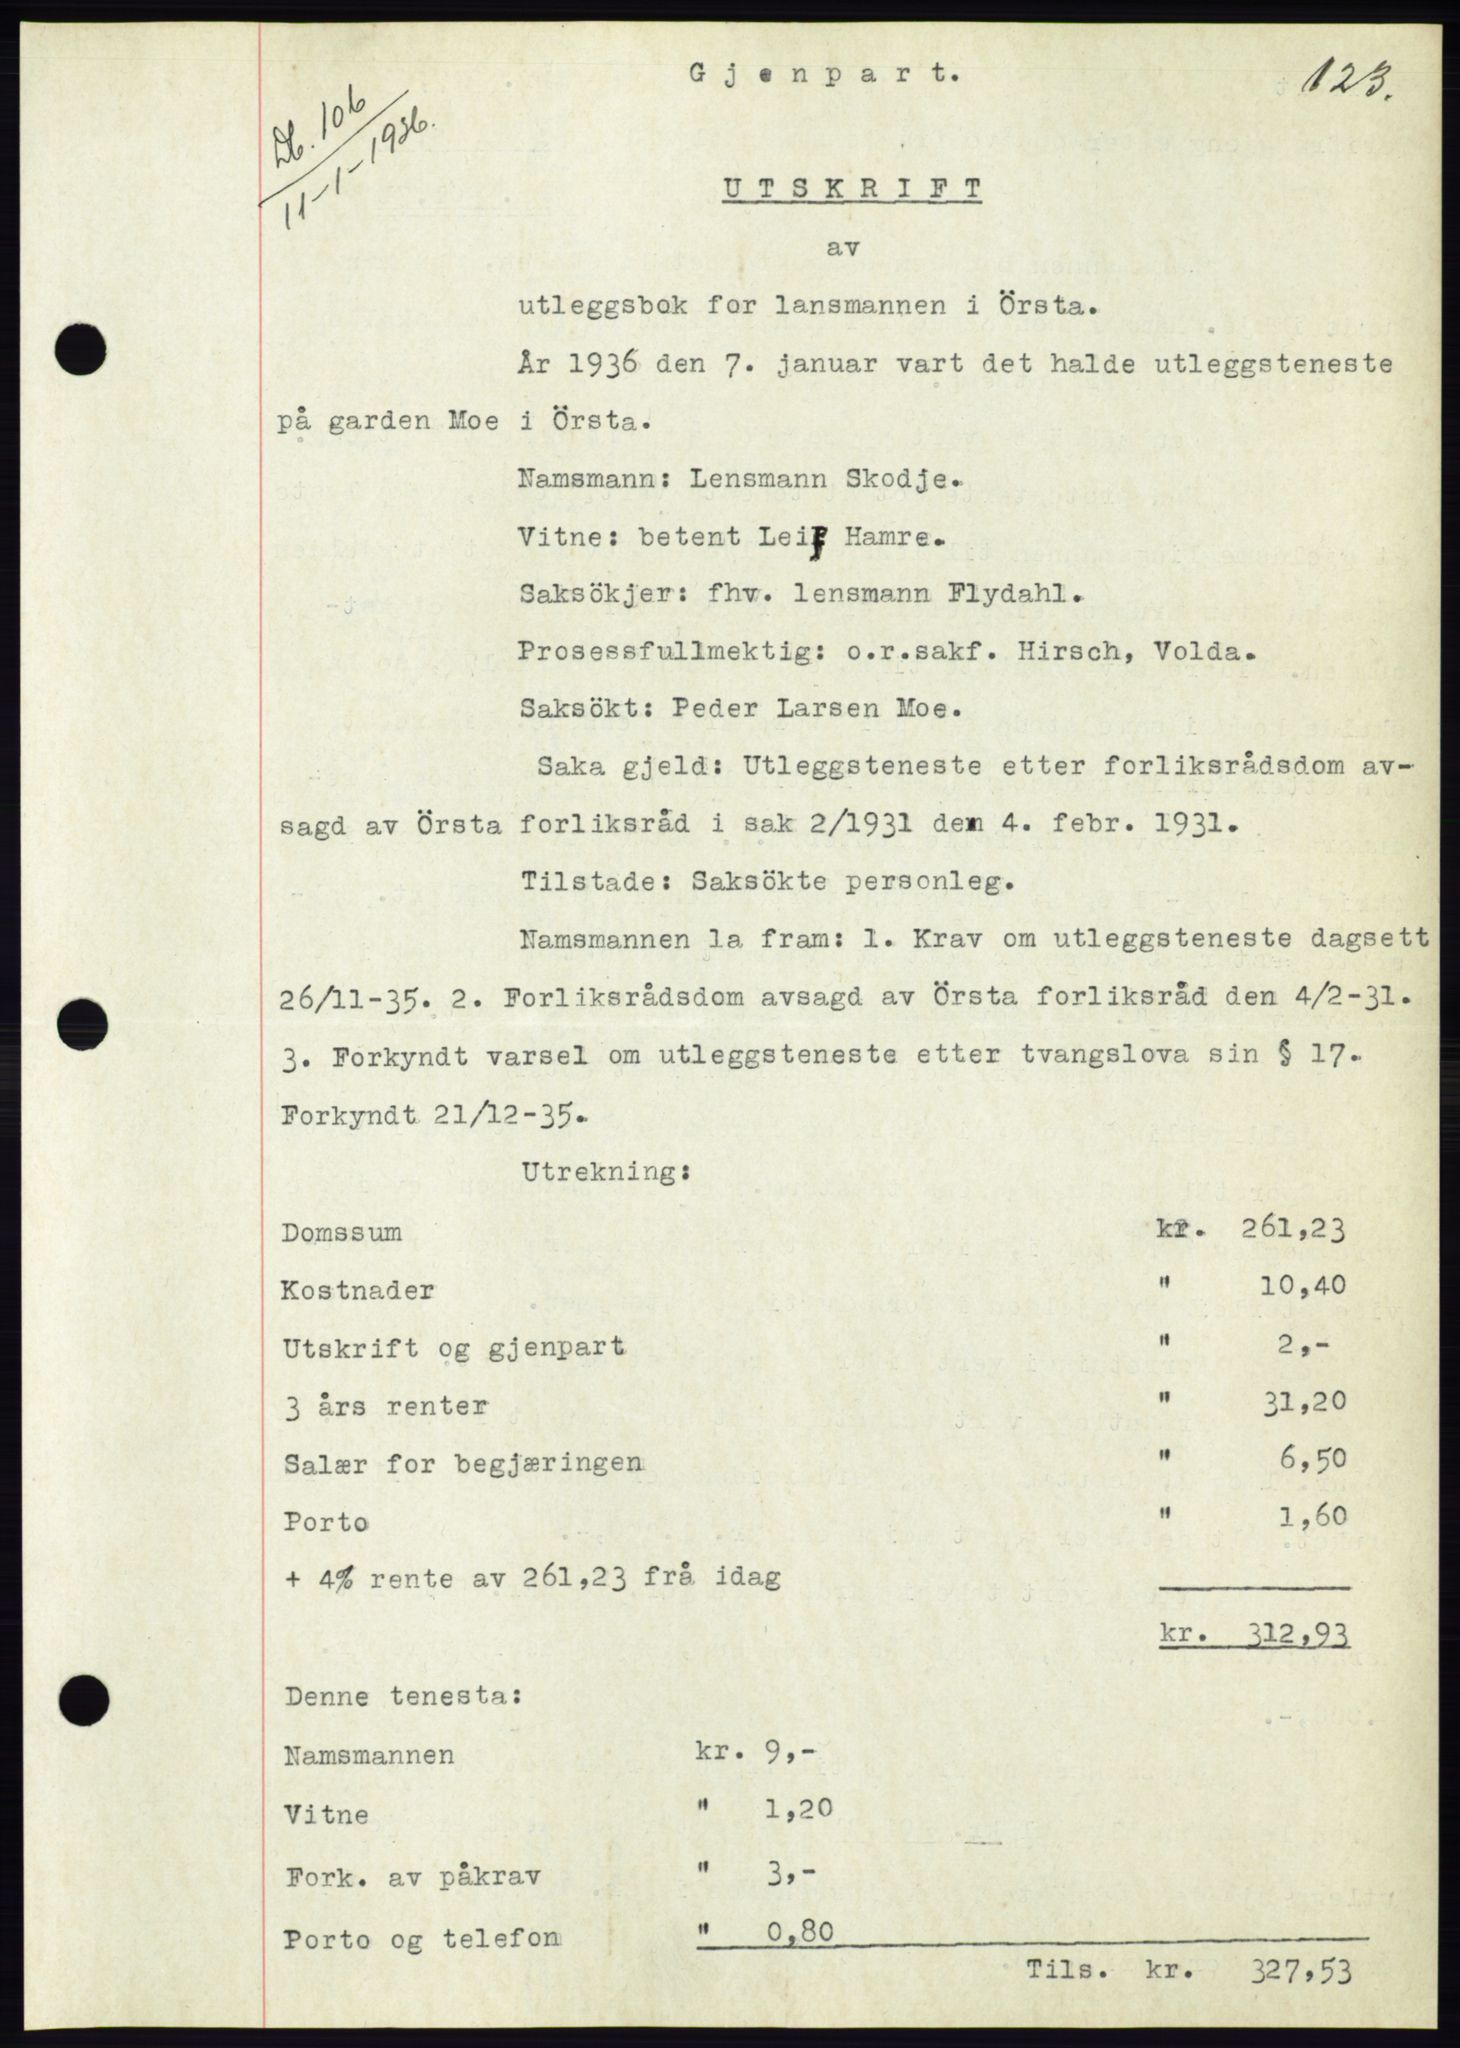 Gjenpart.
123.
Db. 106
11-1-1936.
UTSKRIFT
av
utleggsbok for lansmannen i Örsta.
År 1936 den 7. januar vart det halde utleggsteneste
på garden Moe i Örsta.
Namsmann: Lensmann Skodje.
Vitne: betent Leif Hamre.
Saksökjer: fhv. lensmann Flydahl.
Prosessfullmektig: o.r.sakf. Hirsch, Volda.
Saksökt: Peder Larsen Moe.
Saka gjeld: Utleggsteneste etter forliksrådsdom av-
sagd av Örsta forliksråd i sak 2/1931 den 4. febr. 1931.
Tilstade: Saksökte personleg.
Namsmannen la fram: 1. Krav om utleggsteneste dagsett
26/11-35. 2. Forliksrådsdom avsagd av Örsta forliksråd den 4/2-31.
3. Forkyndt varsel om utleggsteneste etter tvangslova sin § 17.
Forkyndt 21/12-35.
Utrekning:
Domssum kr. 261,23
Kostnader " 10,40
Utskrift og gjenpart " 2,-
3 års renter " 31,20
Salær for begjæringen " 6,50
Porto " 1,60
+ 4% rente av 261,23 frå idag
kr. 312,93
Denne tenesta:
Namsmannen kr. 9,-
Vitne " 1,20
Fork. av påkrav " 3,-
Porto og telefon " 0,80
Tils. kr. 327,53